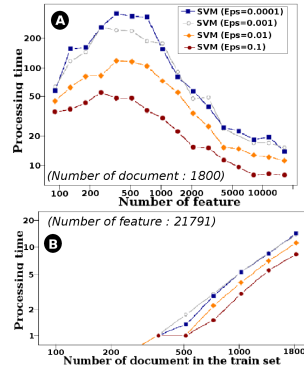 A
SVM (Eps=0.0001)
SVM (Eps=0.001)
SVM (Eps=0.01)
SVM (Eps=0.1)
Processing time
200
100
50
20
10
(Number of document : 1800)
100 200 500 1000 2000 5000 10000
Number of feature
(Number of feature : 21791)
B
Processing time
20
10
5
2
1
100 200 500 1000 1800
Number of document in the train set